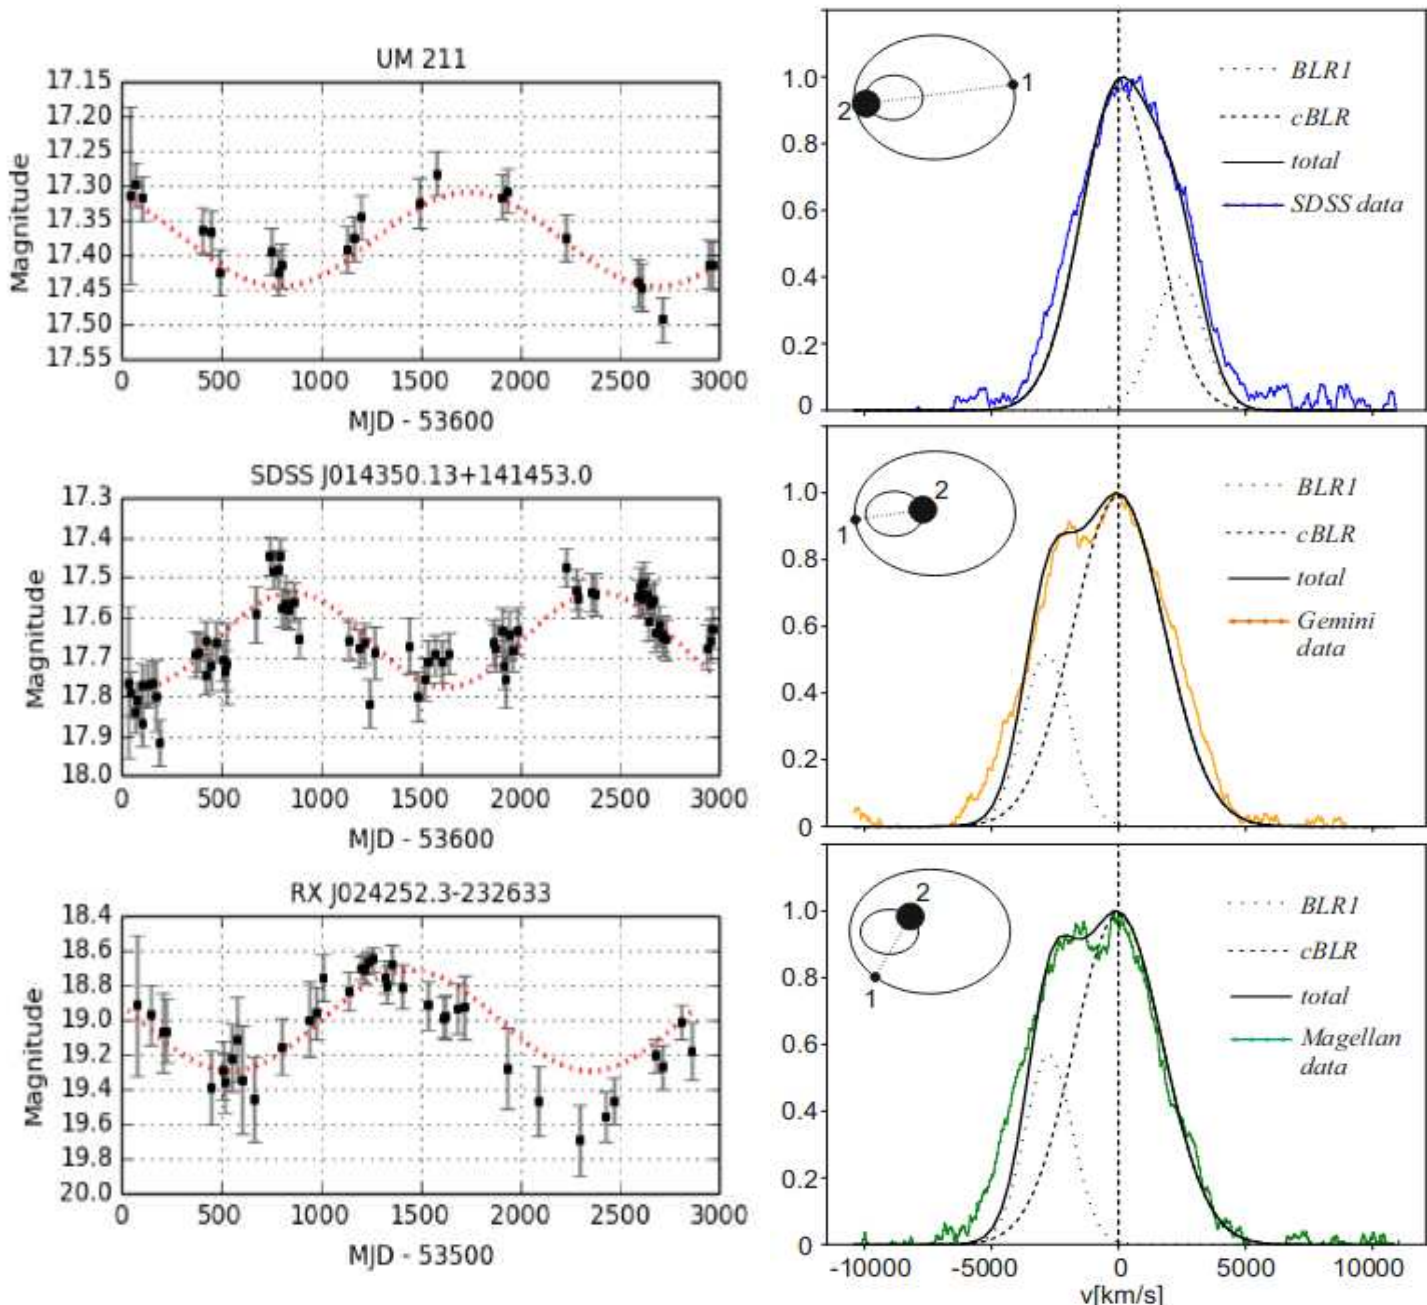 UM 211
17.15
17.20
17.25
17.30
17.35
17.40
17.45
17.50
17.55
Magnitude
0 500 1000 1500 2000 2500 3000
MJD - 53600
SDSS J014350.13+141453.0
17.3
17.4
17.5
17.6
17.7
17.8
17.9
18.0
Magnitude
0 500 1000 1500 2000 2500 3000
MJD - 53600
RX J024252.3-232633
18.4
18.6
18.8
19.0
19.2
19.4
19.6
19.8
20.0
Magnitude
0 500 1000 1500 2000 2500 3000
MJD - 53500
1.0
0.8
0.6
0.4
0.2
0
2
1
BLR1
cBLR
total
SDSS data
1.0
0.8
0.6
0.4
0.2
0
2
1
BLR1
cBLR
total
Gemini
data
1.0
0.8
0.6
0.4
0.2
0
2
1
BLR1
cBLR
total
Magellan
data
-10000 -5000 0 5000 10000
v[km/s]